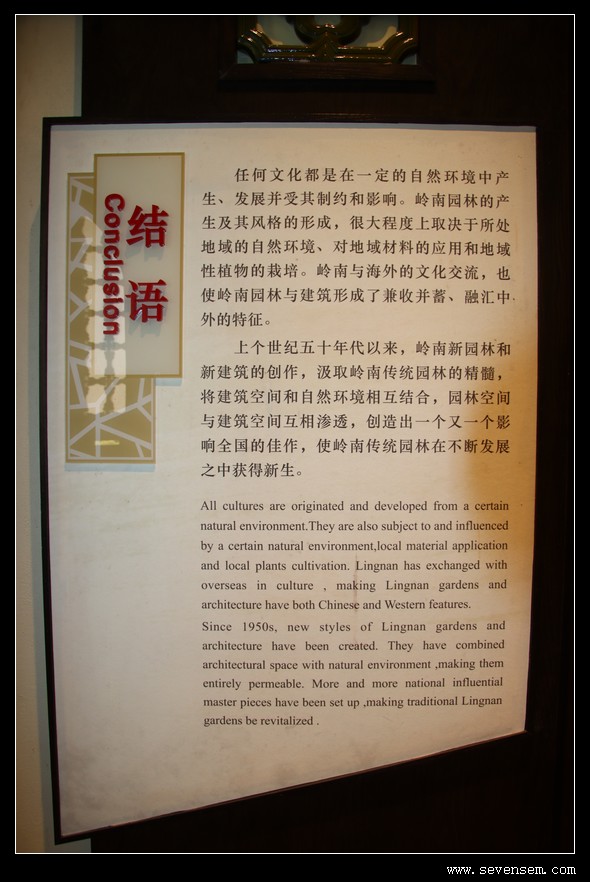 结语
Conclusion
任何文化都是在一定的自然环境中产
生、发展并受其制约和影响。岭南园林的产
生及其风格的形成，很大程度上取决于所处
地域的自然环境、对地域材料的应用和地域
性植物的栽培。岭南与海外的文化交流，也
使岭南园林与建筑形成了兼收并蓄、融汇中
外的特征。
上个世纪五十年代以来，岭南新园林和
新建筑的创作，汲取岭南传统园林的精髓，
将建筑空间和自然环境相互结合，园林空间
与建筑空间互相渗透，创造出一个又一个影
响全国的佳作，使岭南传统园林在不断发展
之中获得新生。
All cultures are originated and developed from a certain
natural environment.They are also subject to and influenced
by a certain natural environment,local material application
and local plants cultivation. Lingnan has exchanged with
overseas in culture , making Lingnan gardens and
architecture have both Chinese and Western features.
Since 1950s, new styles of Lingnan gardens and
architecture have been created. They have combined
architectural space with natural environment ,making them
entirely permeable. More and more national influential
master pieces have been set up ,making traditional Lingnan
gardens be revitalized .
www.sevensem.com